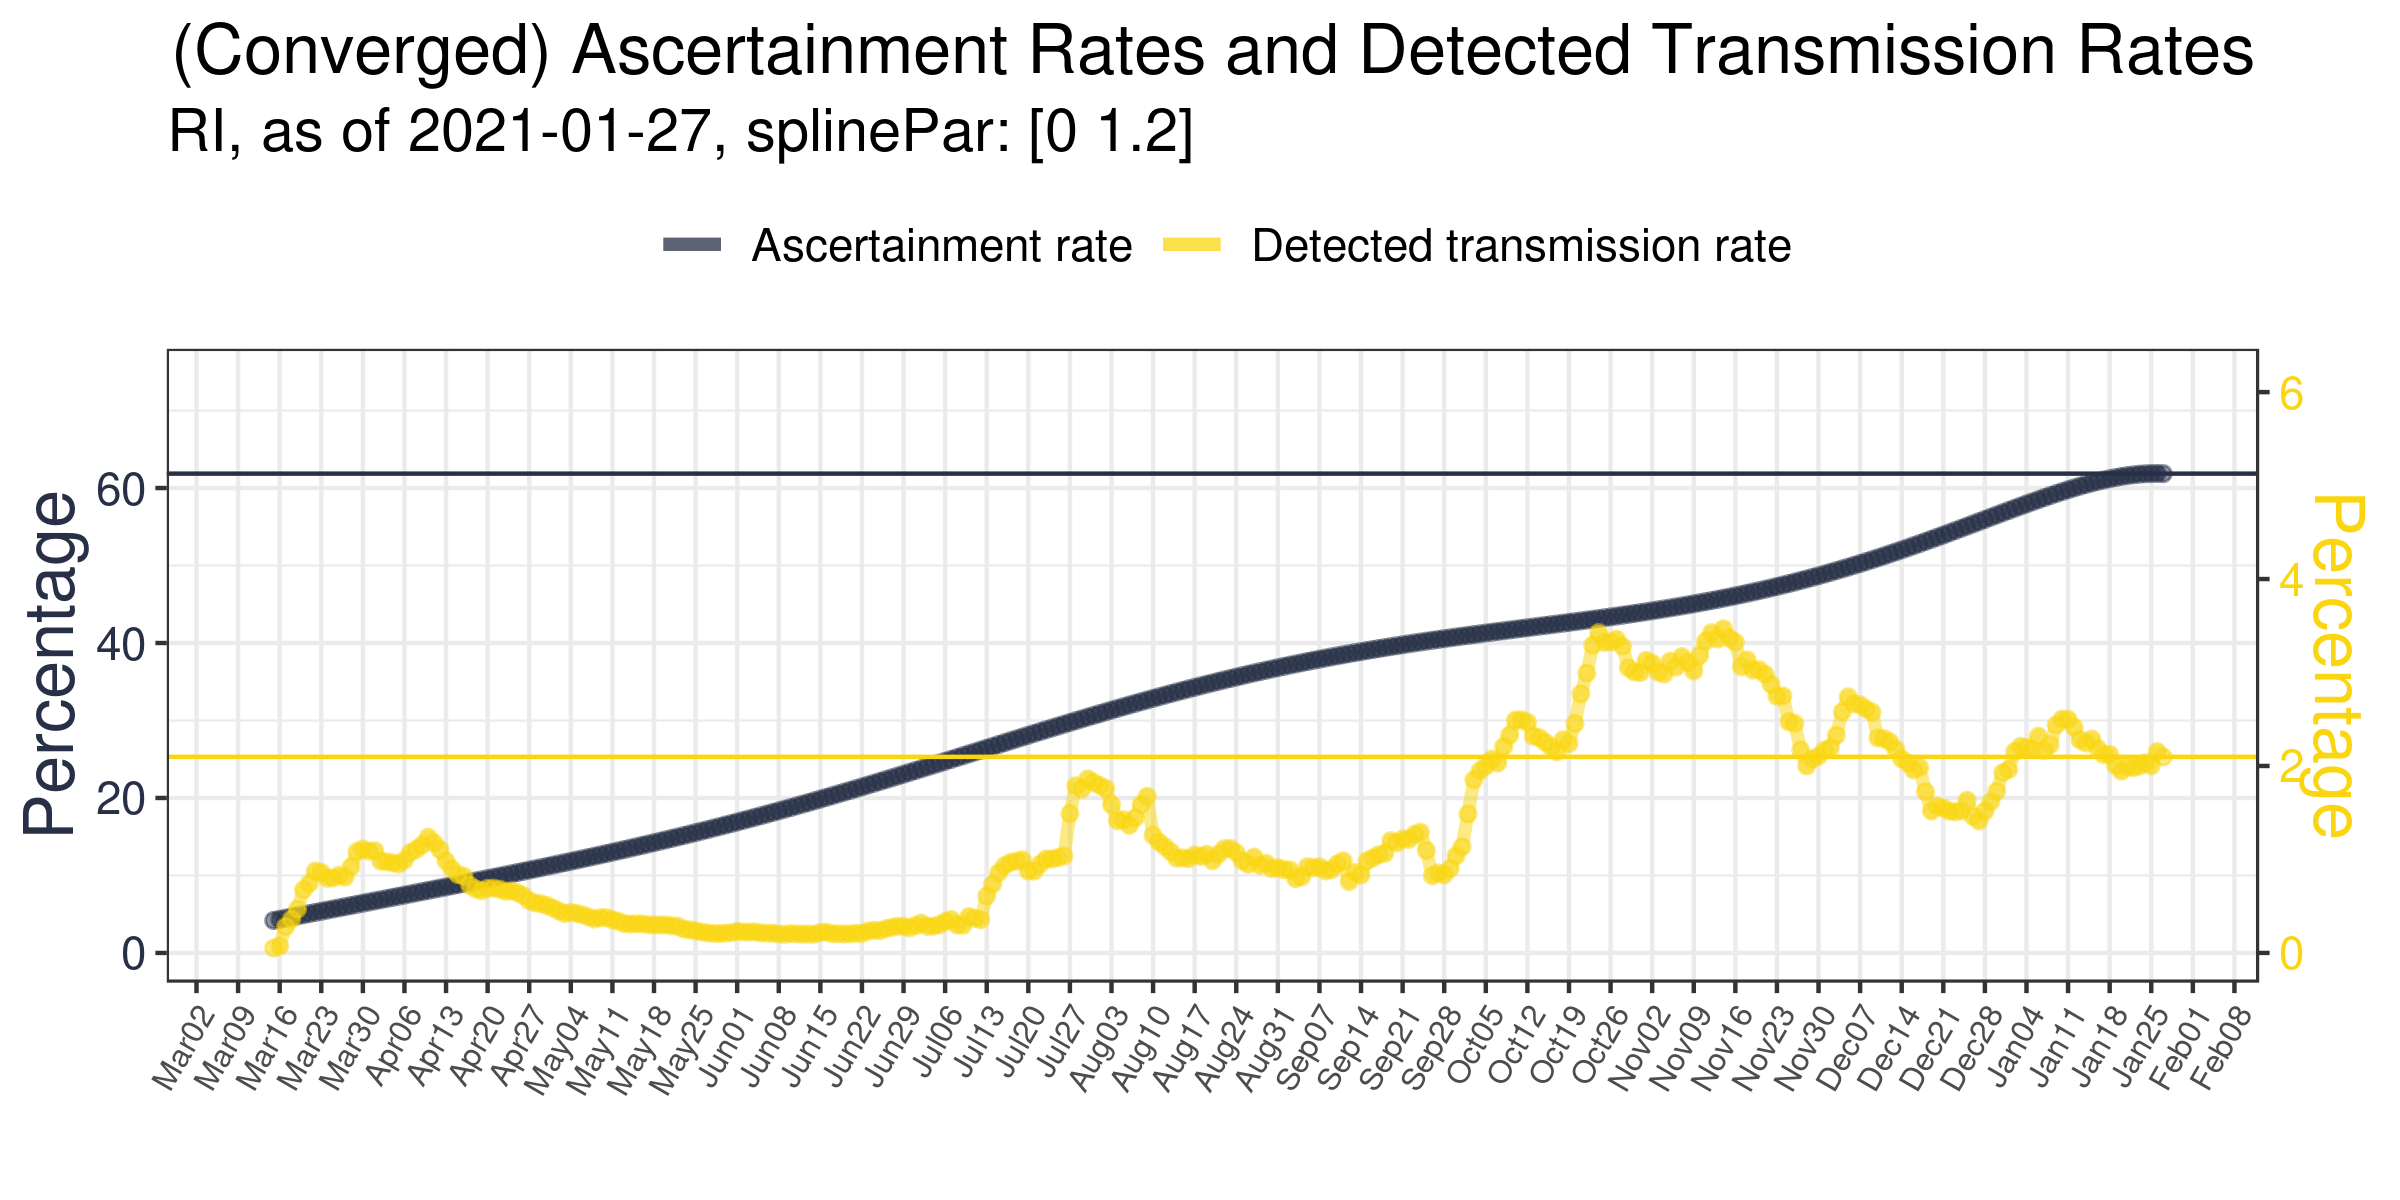 (Converged) Ascertainment Rates and Detected Transmission Rates
RI, as of 2021-01-27, splinePar: [0 1.2]
Ascertainment rate Detected transmission rate
Percentage
60
40
20
0
6
4
2
0
Percentage
Mar02 Mar09 Mar16 Mar23 Mar30 Apr06 Apr13 Apr20 Apr27 May04 May11 May18 May25 Jun01 Jun08 Jun15 Jun22 Jun29 Jul06 Jul13 Jul20 Jul27 Aug03 Aug10 Aug17 Aug24 Aug31 Sep07 Sep14 Sep21 Sep28 Oct05 Oct12 Oct19 Oct26 Nov02 Nov09 Nov16 Nov23 Nov30 Dec07 Dec14 Dec21 Dec28 Jan04 Jan11 Jan18 Jan25 Feb01 Feb08